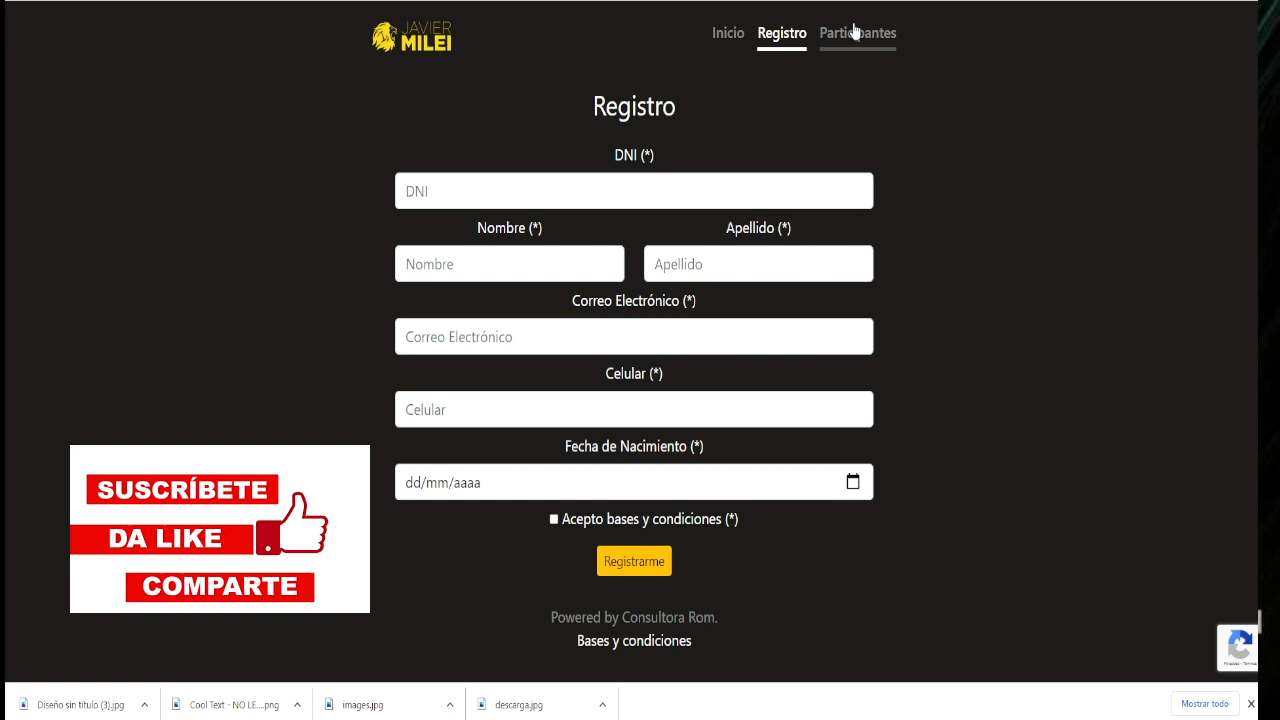 JAVIER
MILEI
Inicio Registro Participantes
Registro
DNI (*)
DNI
Nombre (*) Apellido (*)
Nombre Apellido
Correo Electrónico (*)
Correo Electrónico
Celular (*)
Celular
Fecha de Nacimiento (*)
dd/mm/aaaa
Acepto bases y condiciones (*)
Registrarme
SUSCRÍBETE
DA LIKE
COMPARTE
Powered by Consultora Rom.
Bases y condiciones
Diseño sin título (3).jpg Cool Text - NO LE....png images.jpg descarga.jpg Mostrar todo